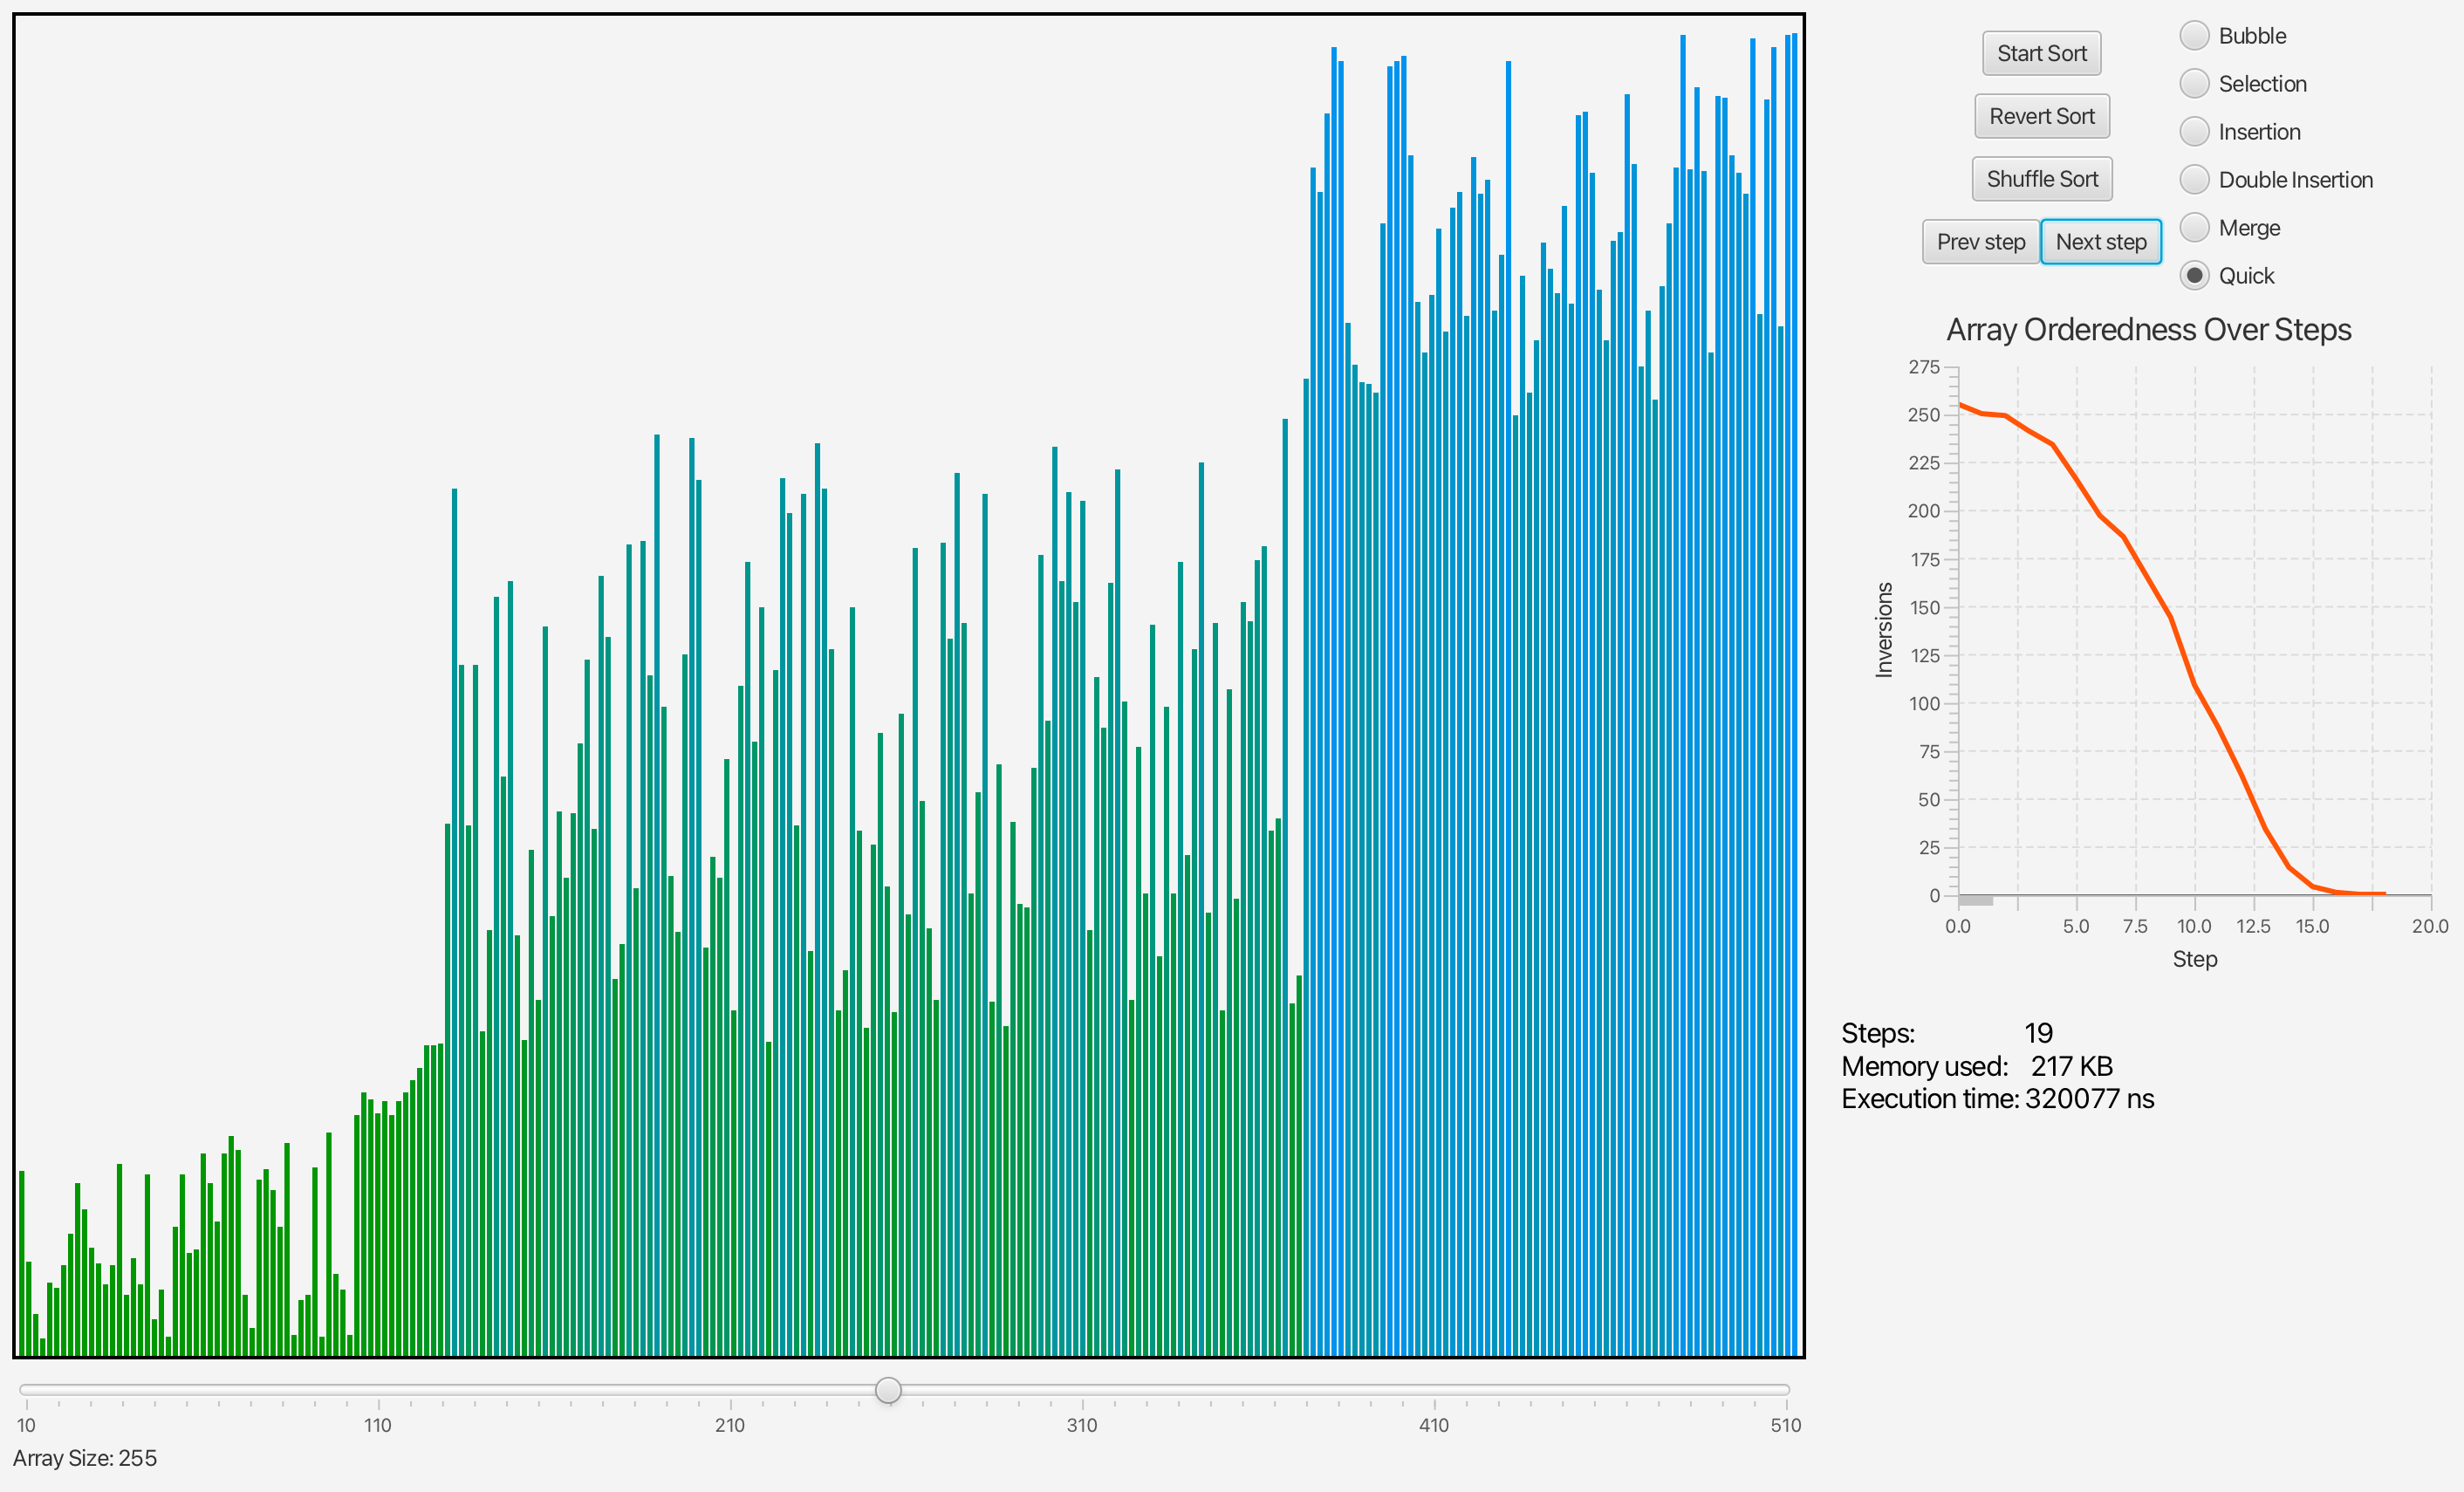 Start Sort
Revert Sort
Shuffle Sort
Prev step Next step
Bubble
Selection
Insertion
Double Insertion
Merge
Quick
Array Orderedness Over Steps
275
250
225
200
175
150
125
100
75
50
25
0
Inversions
0.0 5.0 7.5 10.0 12.5 15.0 20.0
Step
Steps: 19
Memory used: 217 KB
Execution time: 320077 ns
10 110 210 310 410 510
Array Size: 255